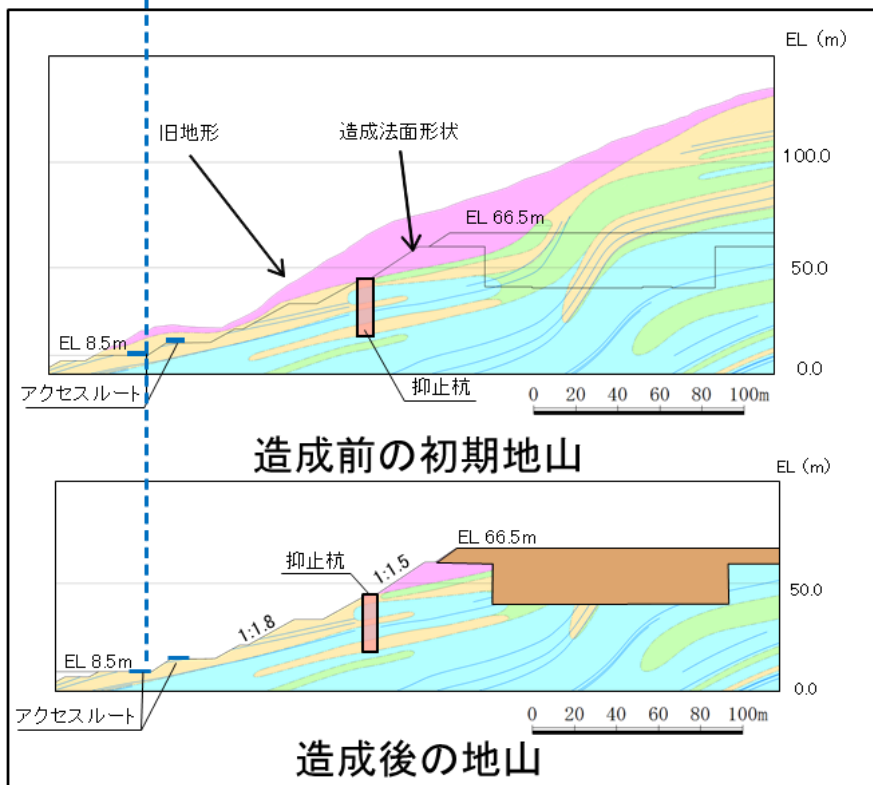 EL (m)
旧地形
造成法面形状
100.0
EL 66.5m
50.0
EL 8.5m
0.0
アクセスルート
抑止杭
0 20 40 60 80 100m
造成前の初期地山
EL (m)
EL 66.5m
抑止杭
1:1.5
50.0
1:1.8
EL 8.5m
0.0
アクセスルート
0 20 40 60 80 100m
造成後の地山